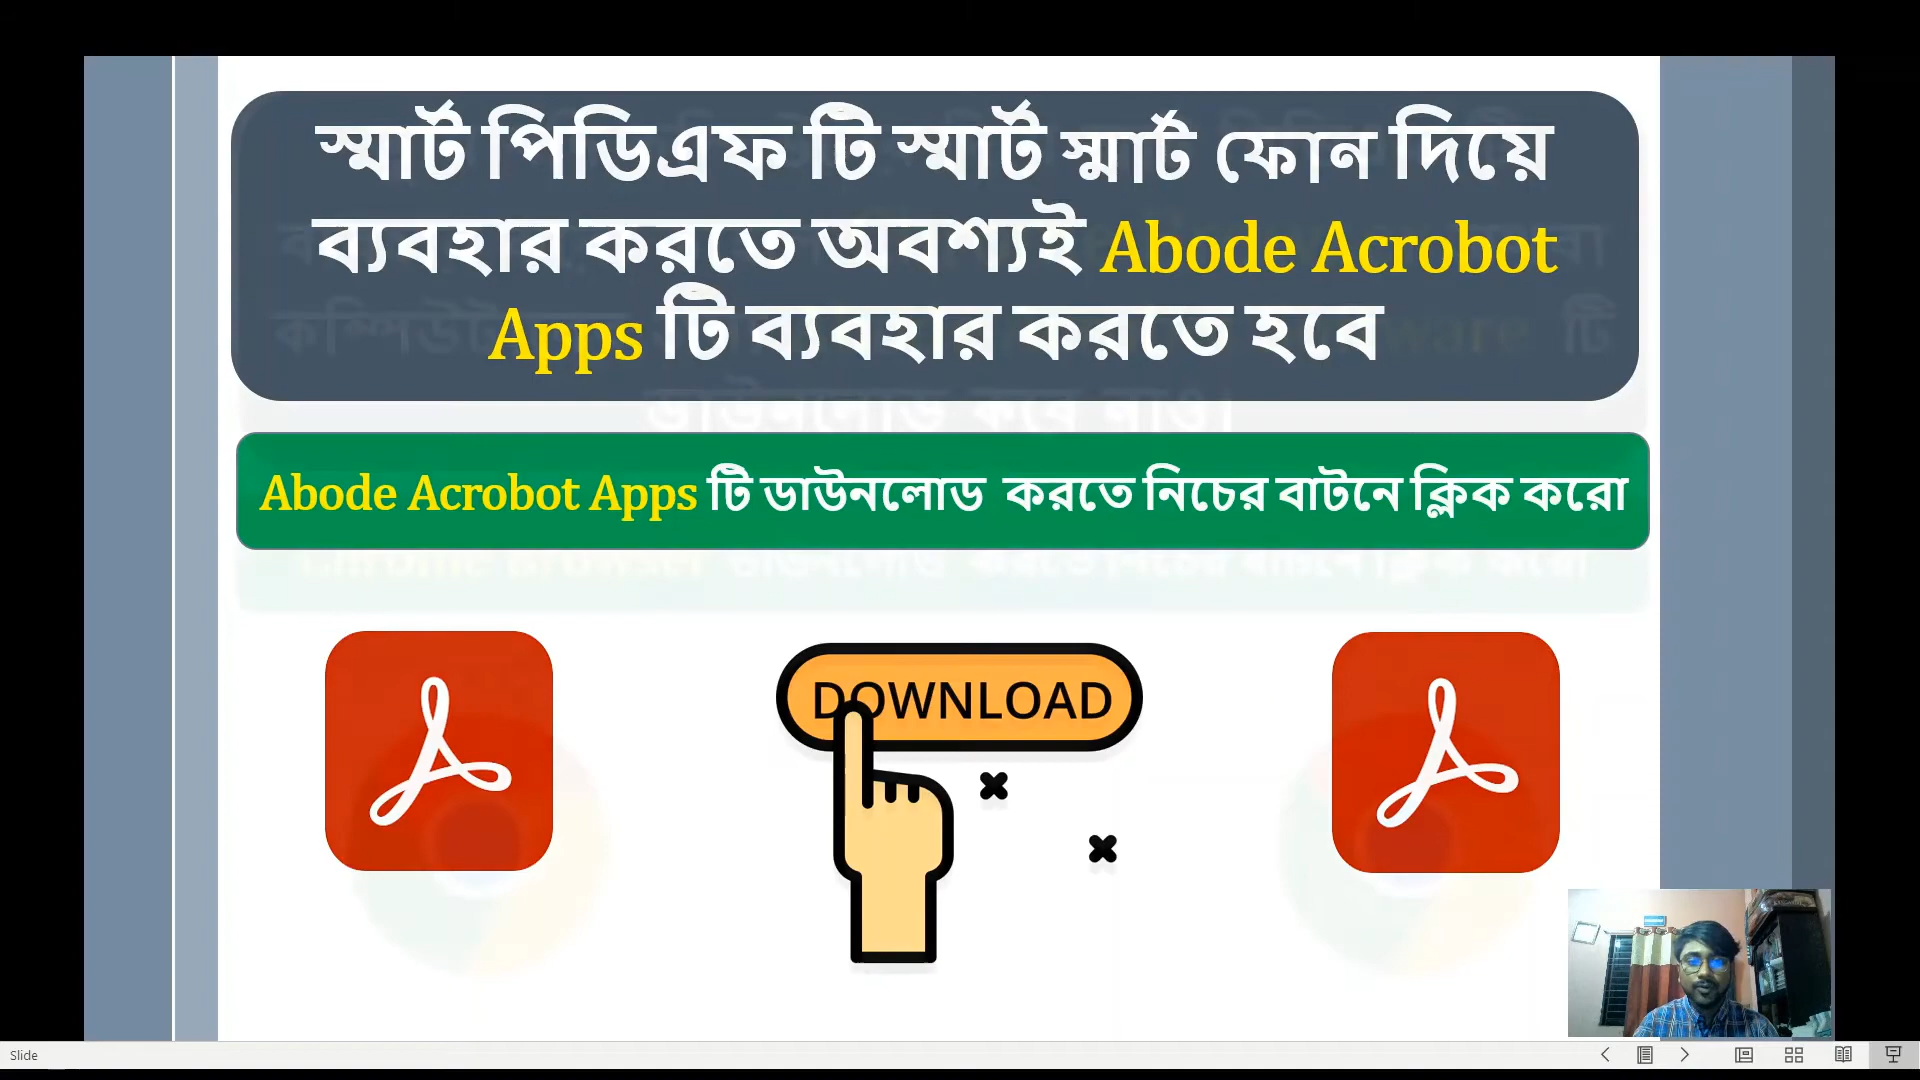 স্মার্ট পিডিএফ টি স্মার্ট স্মার্ট ফোন দিয়ে
ব্যবহার করতে অবশ্যই Abode Acrobot
Apps টি ব্যবহার করতে হবে
Abode Acrobot Apps টি ডাউনলোড করতে নিচের বাটনে ক্লিক করো
DOWNLOAD
Slide